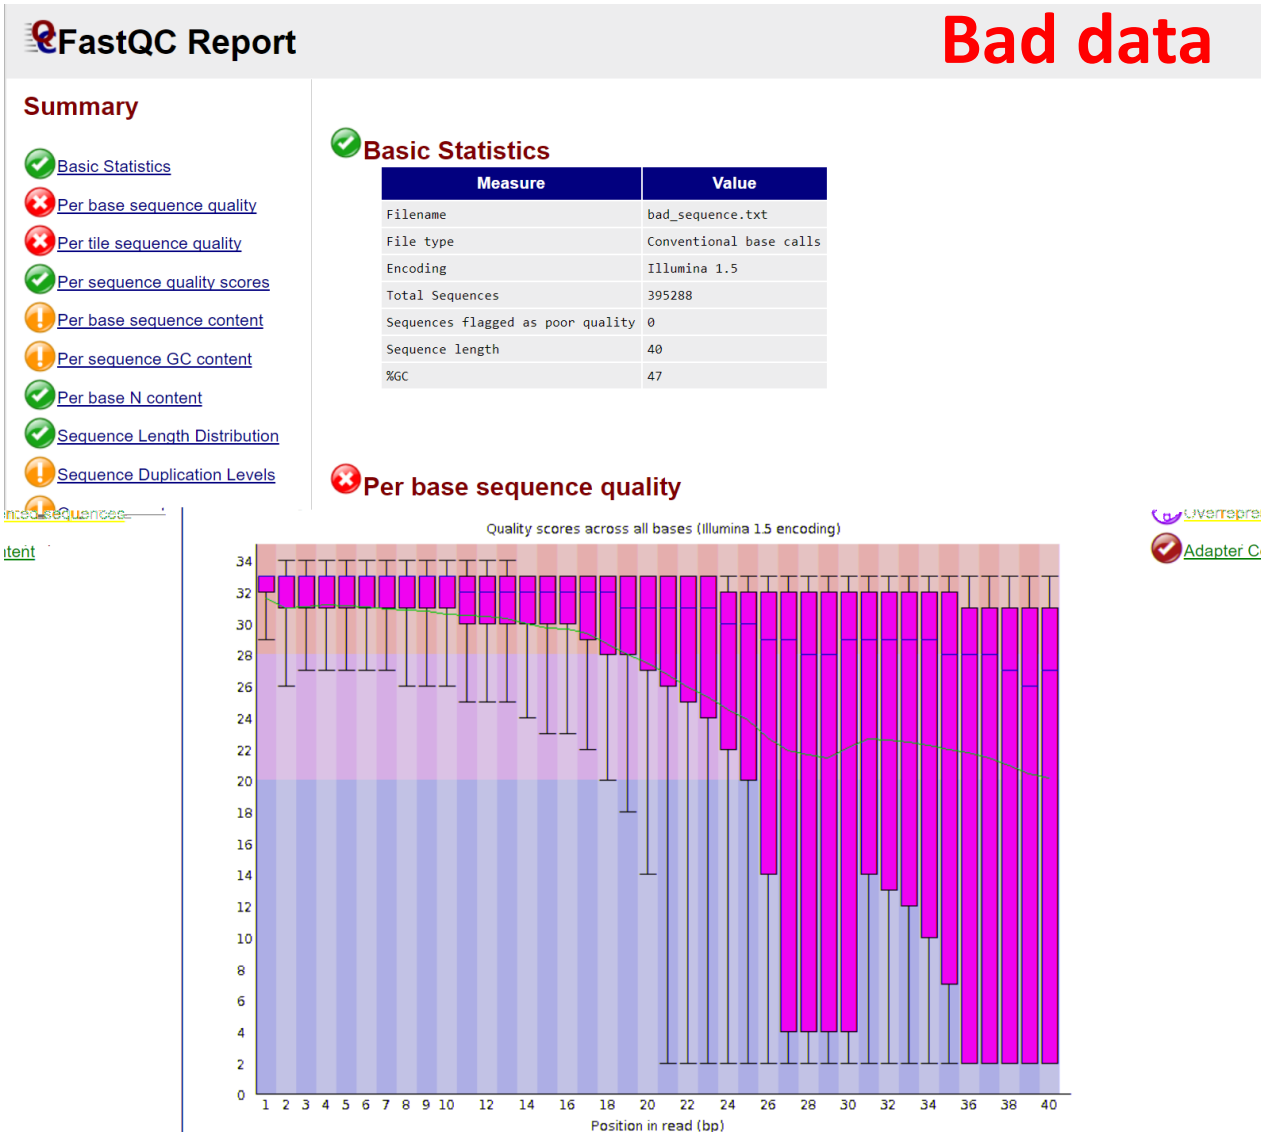 FastQC Report
Bad data
Summary
Basic Statistics
Per base sequence quality
Per tile sequence quality
Per sequence quality scores
Per base sequence content
Per sequence GC content
Per base N content
Sequence Length Distribution
Sequence Duplication Levels
Basic Statistics
Measure Value
Filename bad_sequence.txt
File type Conventional base calls
Encoding Illumina 1.5
Total Sequences 395288
Sequences flagged as poor quality 0
Sequence length 40
%GC 47
Per base sequence quality
sequences
Overrepre
tent
Adapter Co
Quality scores across all bases (Illumina 1.5 encoding)
34
32
30
28
26
24
22
20
18
16
14
12
10
8
6
4
2
0
1 2 3 4 5 6 7 8 9 10 12 14 16 18 20 22 24 26 28 30 32 34 36 38 40
Position in read (bp)